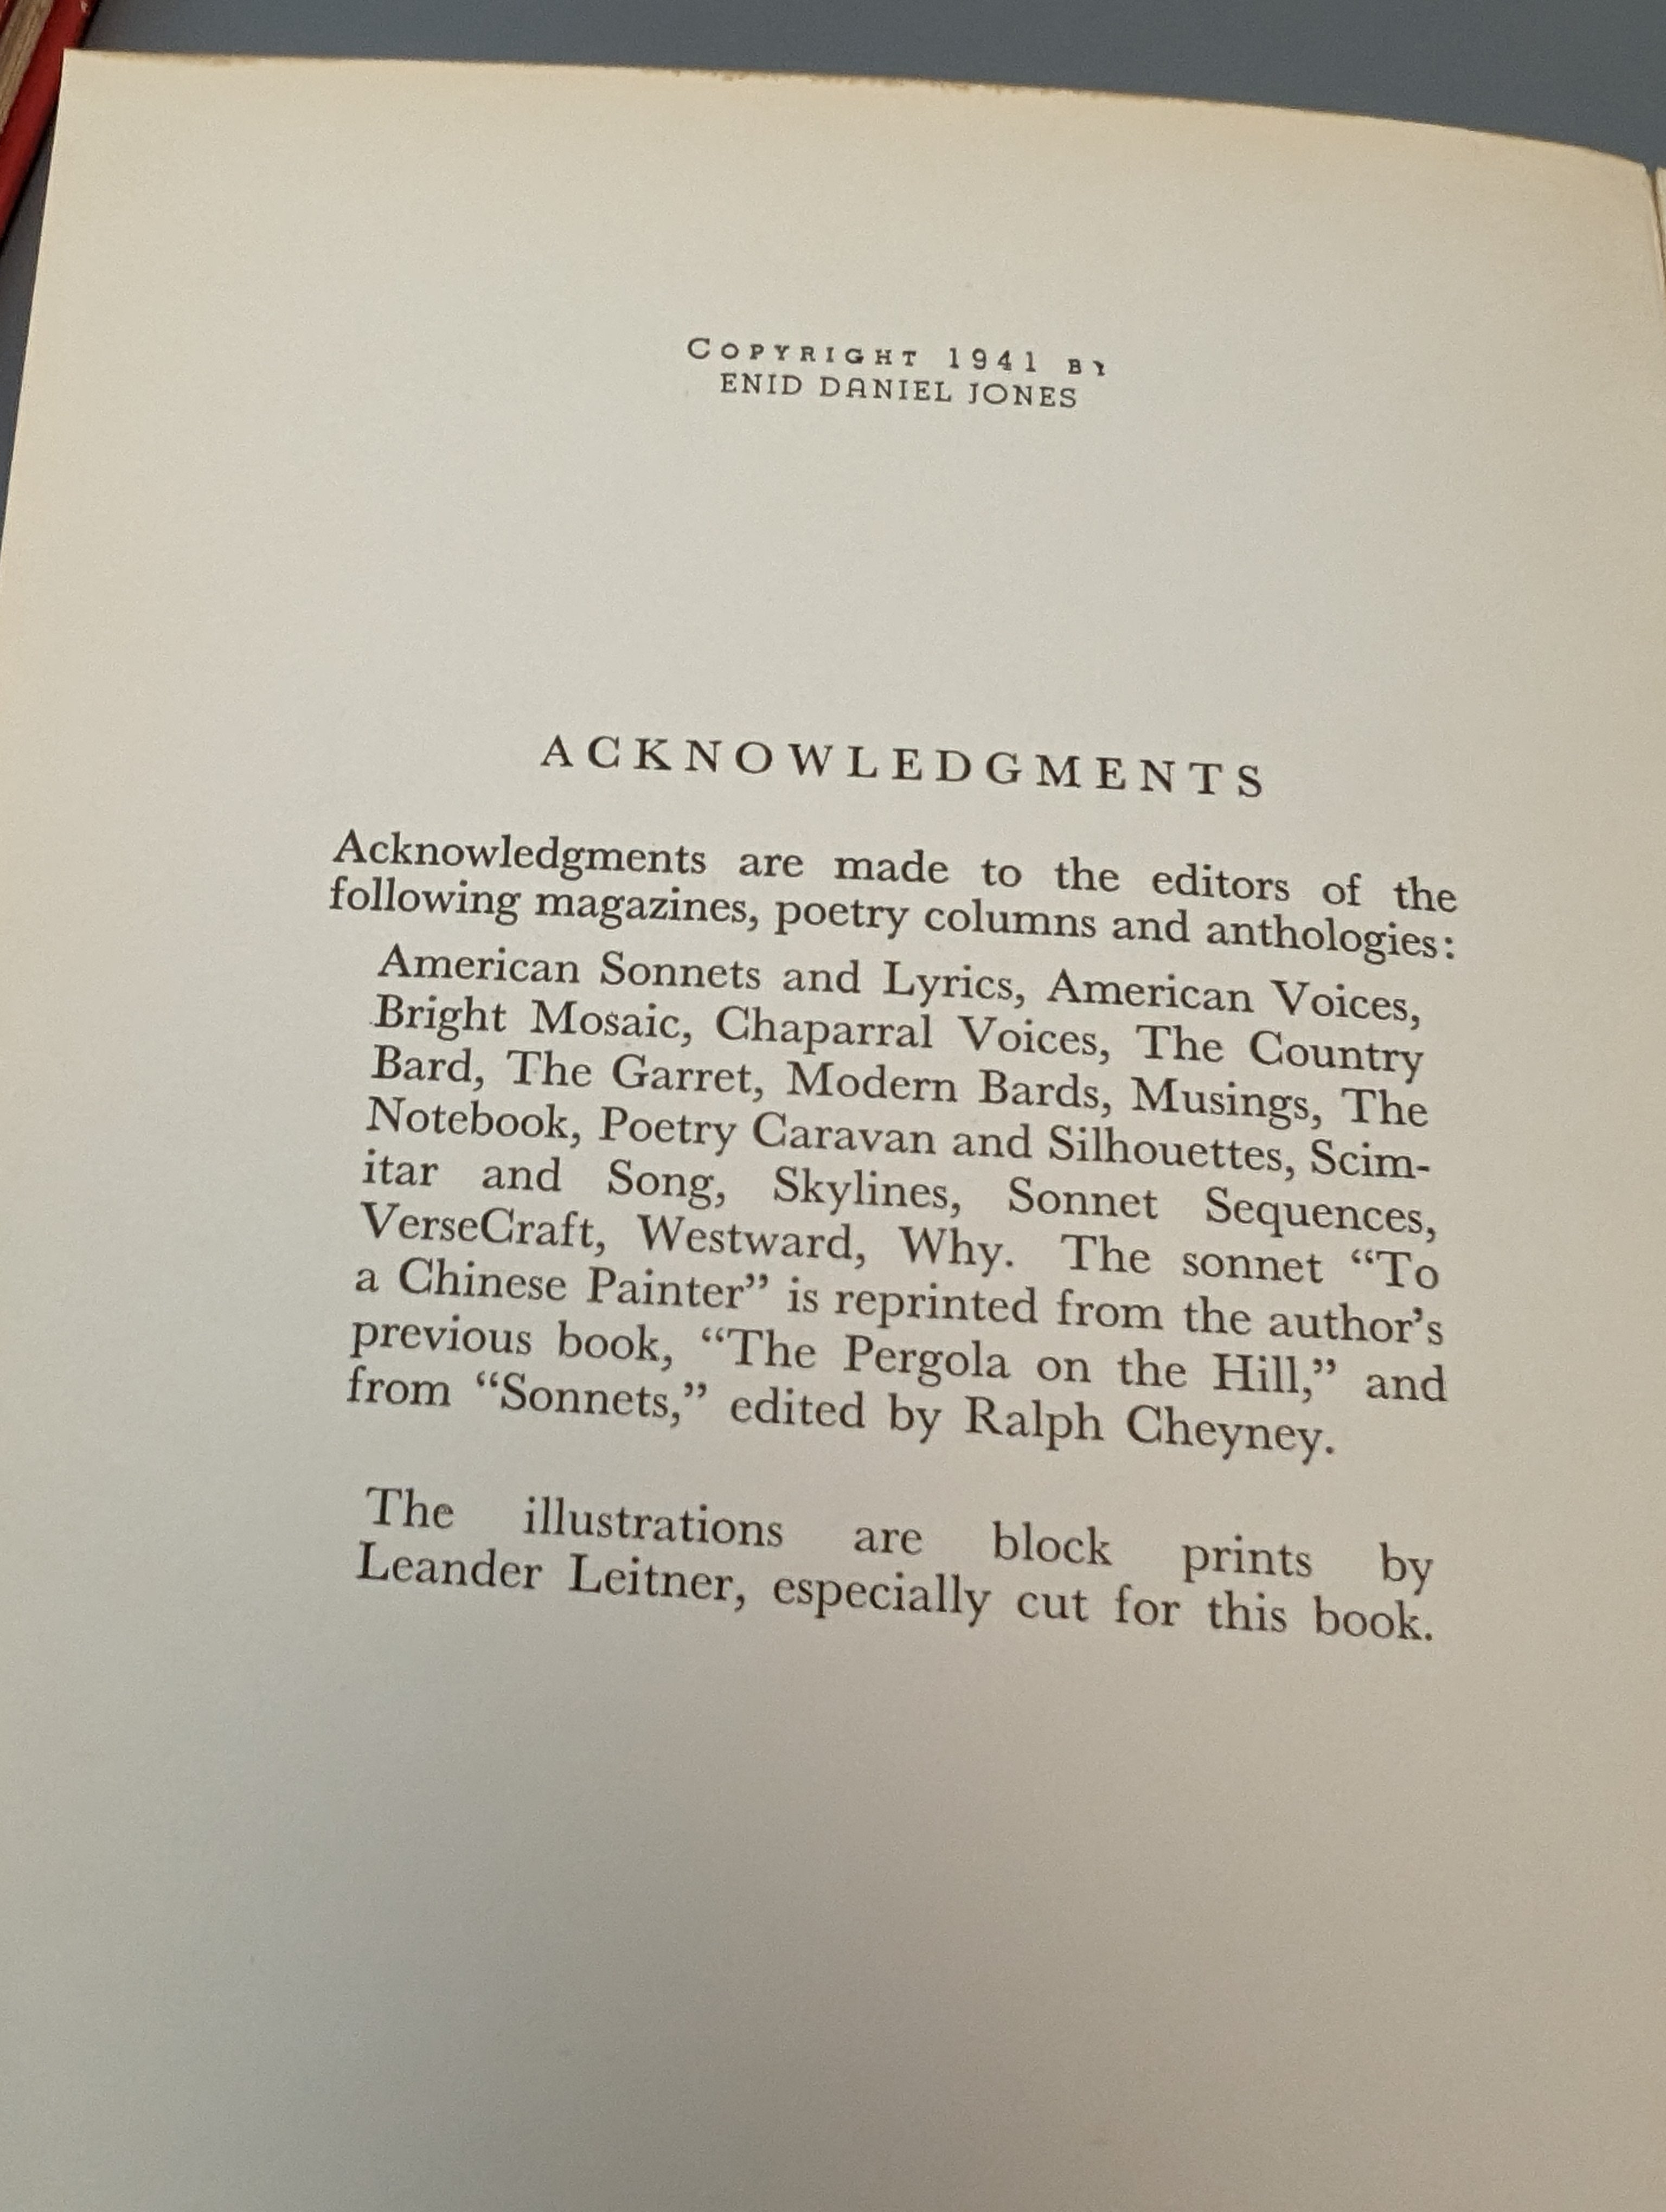 COPYRIGHT 1941 BY
ENID DANIEL JONES
ACKNOWLEDGMENTS
Acknowledgments are made to the editors of the
following magazines, poetry columns and anthologies:
American Sonnets and Lyrics, American Voices,
Bright Mosaic, Chaparral Voices, The Country
Bard, The Garret, Modern Bards, Musings, The
Notebook, Poetry Caravan and Silhouettes, Scim-
itar and Song, Skylines, Sonnet Sequences,
VerseCraft, Westward, Why. The sonnet “To
a Chinese Painter” is reprinted from the author’s
previous book, “The Pergola on the Hill,” and
from “Sonnets,” edited by Ralph Cheyney.
The illustrations are block prints by
Leander Leitner, especially cut for this book.